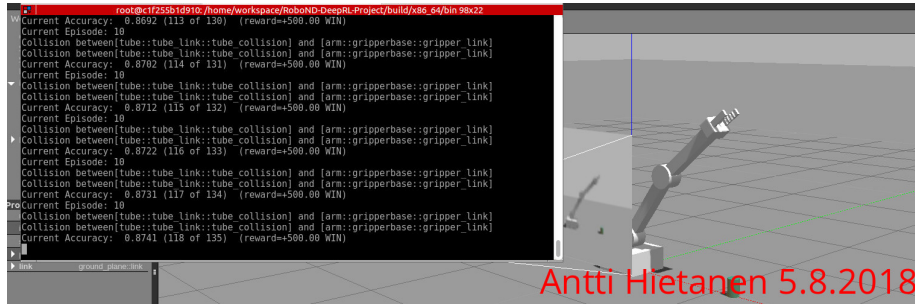 root@c1f255b1d910: /home/workspace/RoboND-DeepRL-Project/build/x86_64/bin 98x22
Current Accuracy:  0.8692 (113 of 130)  (reward=+500.00 WIN)
Current Episode: 10
Collision between[tube::tube_link::tube_collision] and [arm::gripperbase::gripper_link]
Collision between[tube::tube_link::tube_collision] and [arm::gripperbase::gripper_link]
Current Accuracy:  0.8702 (114 of 131)  (reward=+500.00 WIN)
Current Episode: 10
Collision between[tube::tube_link::tube_collision] and [arm::gripperbase::gripper_link]
Collision between[tube::tube_link::tube_collision] and [arm::gripperbase::gripper_link]
Current Accuracy:  0.8712 (115 of 132)  (reward=+500.00 WIN)
Current Episode: 10
Collision between[tube::tube_link::tube_collision] and [arm::gripperbase::gripper_link]
Collision between[tube::tube_link::tube_collision] and [arm::gripperbase::gripper_link]
Current Accuracy:  0.8722 (116 of 133)  (reward=+500.00 WIN)
Current Episode: 10
Collision between[tube::tube_link::tube_collision] and [arm::gripperbase::gripper_link]
Collision between[tube::tube_link::tube_collision] and [arm::gripperbase::gripper_link]
Current Accuracy:  0.8731 (117 of 134)  (reward=+500.00 WIN)
Current Episode: 10
Collision between[tube::tube_link::tube_collision] and [arm::gripperbase::gripper_link]
Collision between[tube::tube_link::tube_collision] and [arm::gripperbase::gripper_link]
Current Accuracy:  0.8741 (118 of 135)  (reward=+500.00 WIN)
link ground_plane::link
Antti Hietanen 5.8.2018